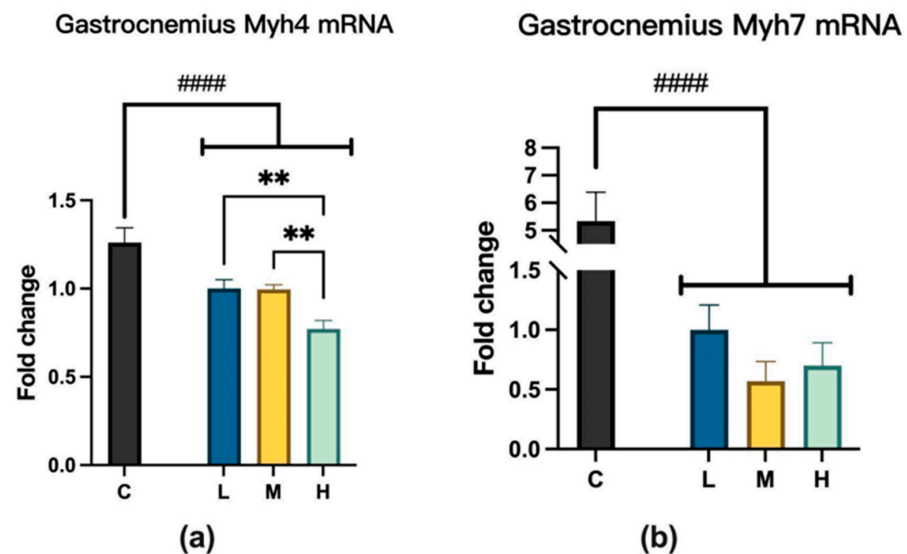 Gastrocnemius Myh4 mRNA
####
**
**
Fold change
1.5
1.0
0.5
0.0
C
L
M
H
(a)
Gastrocnemius Myh7 mRNA
####
Fold change
8
7
6
5
1.5
1.0
0.5
0.0
C
L
M
H
(b)